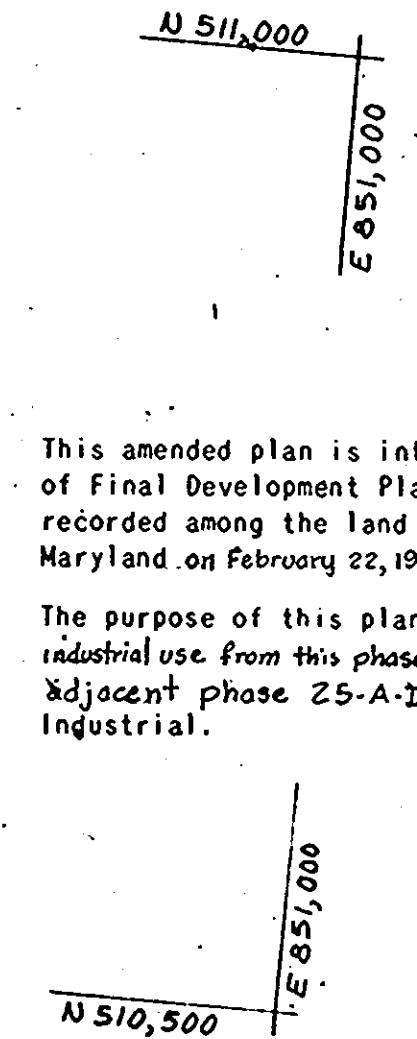 N 511,000
E 851,000
This amended plan is int
of Final Development Pla
recorded among the land
Maryland on February 22, 19
The purpose of this plan
industrial use from this phase
adjacent phase 25-A-I
Industrial.
E 851,000
N 510,500